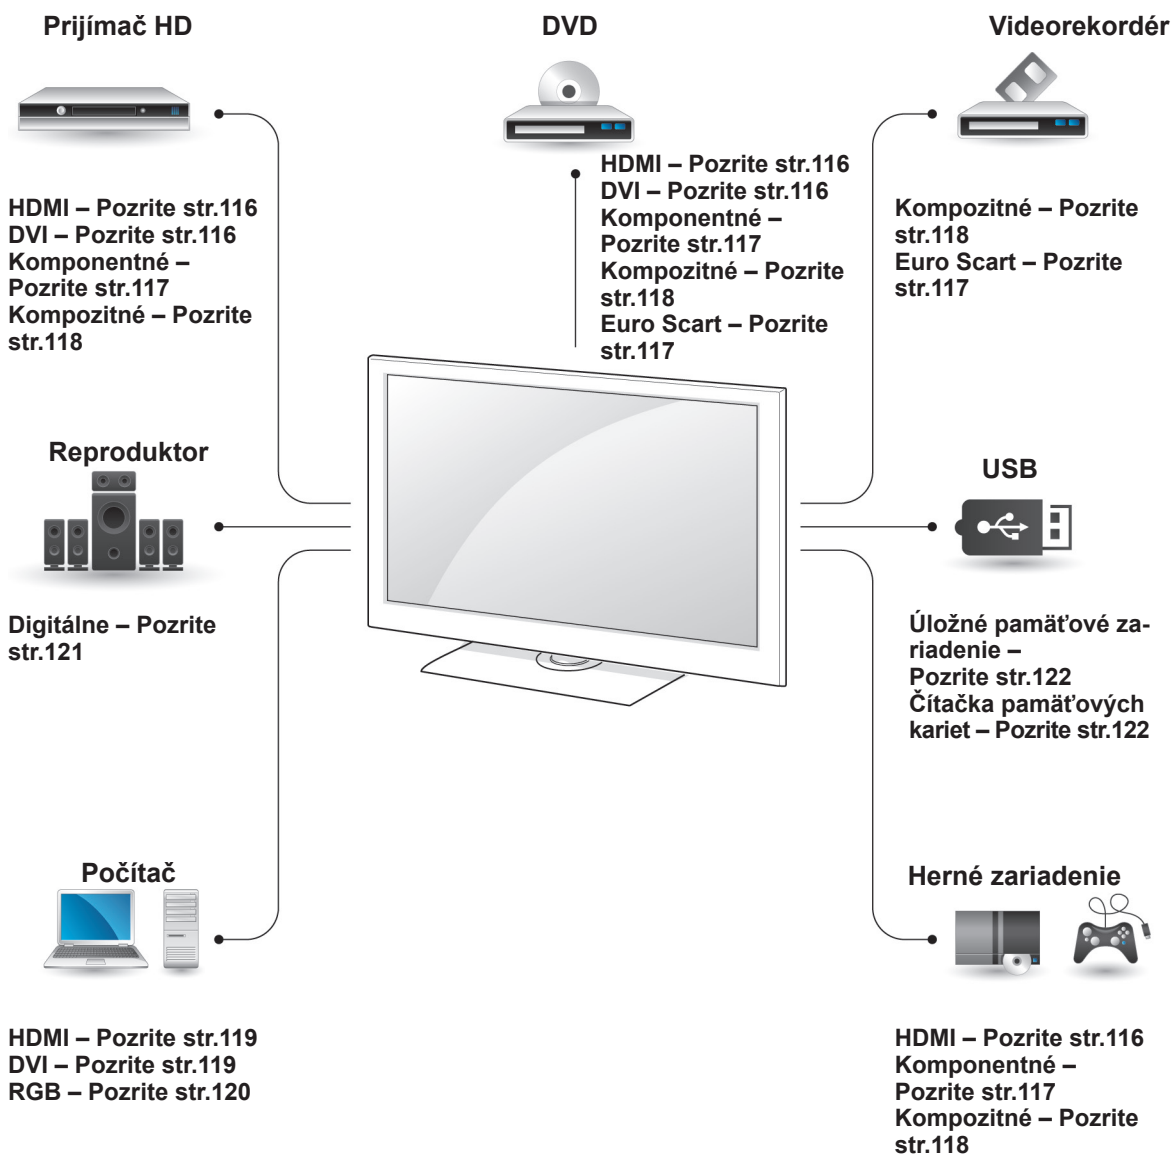 Prijímač HD
HDMI – Pozrite str.116
DVI – Pozrite str.116
Komponentné –
Pozrite str.117
Kompozitné – Pozrite
str.118
DVD
HDMI – Pozrite str.116
DVI – Pozrite str.116
Komponentné –
Pozrite str.117
Kompozitné – Pozrite
str.118
Euro Scart – Pozrite
str.117
Videorekordér
Kompozitné – Pozrite
str.118
Euro Scart – Pozrite
str.117
Reproduktor
Digitálne – Pozrite
str.121
USB
Úložné pamäťové za-
riadenie –
Pozrite str.122
Čítačka pamäťových
kariet – Pozrite str.122
Počítač
HDMI – Pozrite str.119
DVI – Pozrite str.119
RGB – Pozrite str.120
Herné zariadenie
HDMI – Pozrite str.116
Komponentné –
Pozrite str.117
Kompozitné – Pozrite
str.118